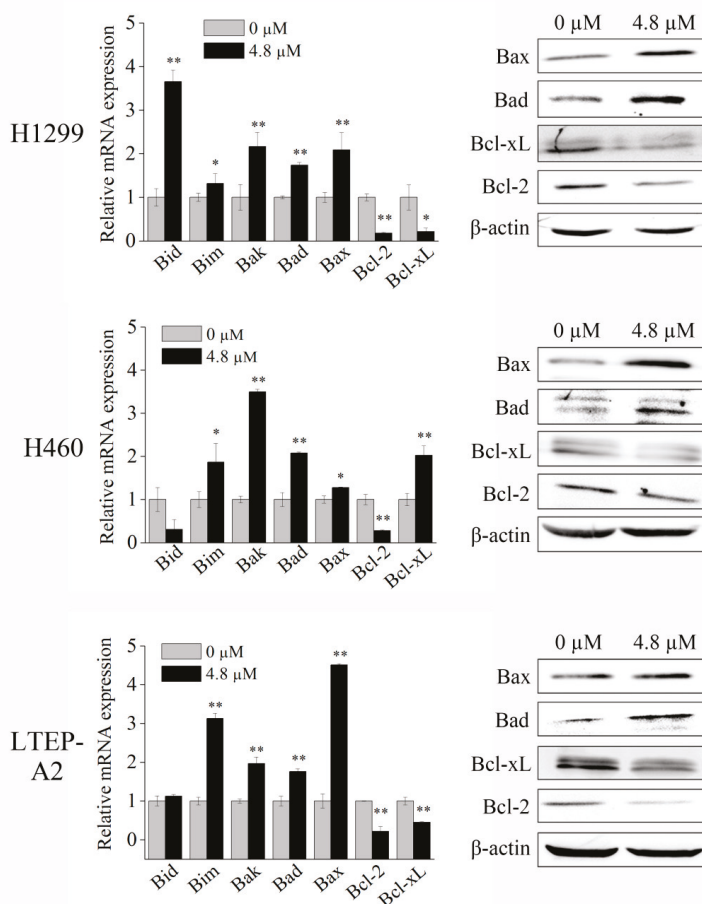 H1299
Relative mRNA expression
5
4
3
2
1
0
0 µM
4.8 µM
**
*
**
**
**
**
*
Bid Bim Bak Bad Bax Bcl-2 Bcl-xL
0 µM 4.8 µM
Bax
Bad
Bcl-xL
Bcl-2
β-actin
H460
Relative mRNA expression
5
4
3
2
1
0
0 µM
4.8 µM
*
**
**
*
**
**
Bid Bim Bak Bad Bax Bcl-2 Bcl-xL
0 µM 4.8 µM
Bax
Bad
Bcl-xL
Bcl-2
β-actin
LTEP-
A2
Relative mRNA expression
5
4
3
2
1
0
0 µM
4.8 µM
**
**
**
**
**
**
Bid Bim Bak Bad Bax Bcl-2 Bcl-xL
0 µM 4.8 µM
Bax
Bad
Bcl-xL
Bcl-2
β-actin